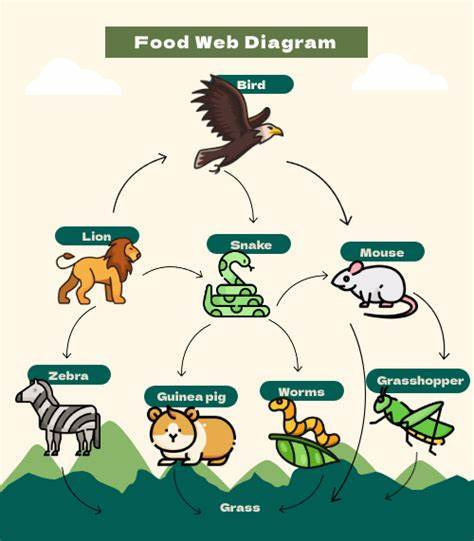 Food Web Diagram
Bird
Lion
Snake
Mouse
Zebra
Guinea pig
Worms
Grasshopper
Grass